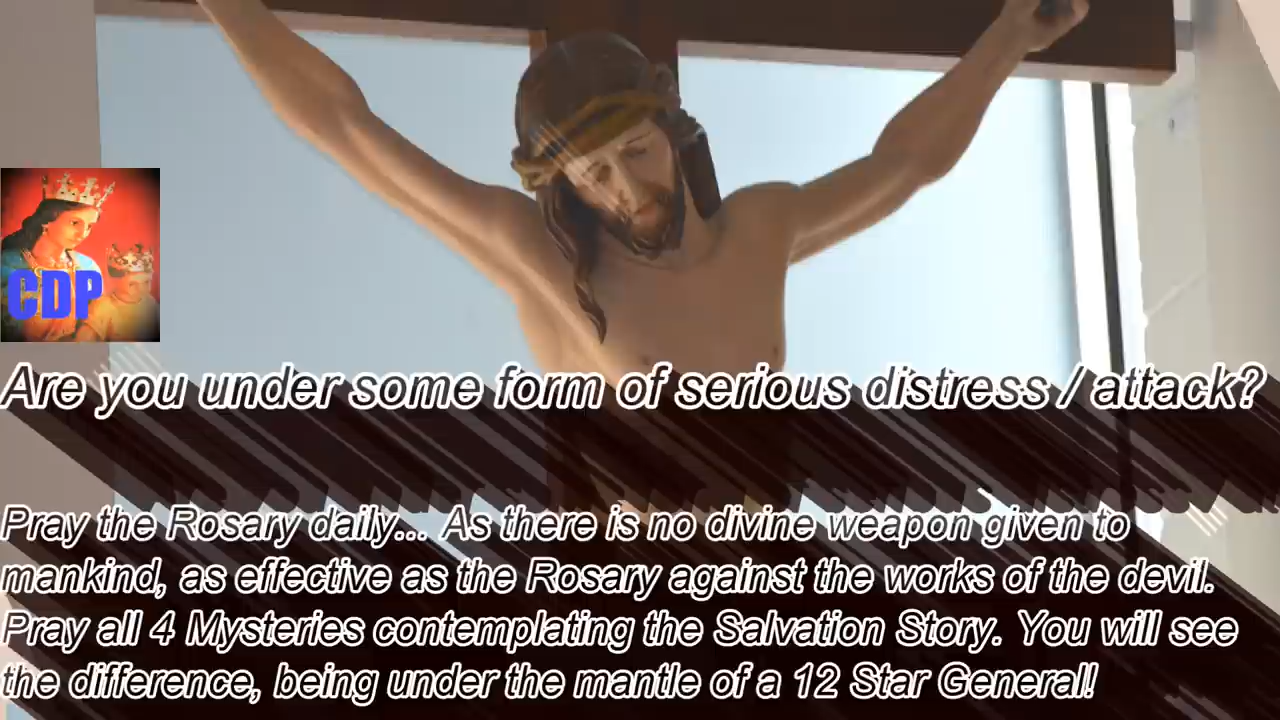 CDP
Are you under some form of serious distress / attack?
Pray the Rosary daily... As there is no divine weapon given to
mankind, as effective as the Rosary against the works of the devil.
Pray all 4 Mysteries contemplating the Salvation Story. You will see
the difference, being under the mantle of a 12 Star General!